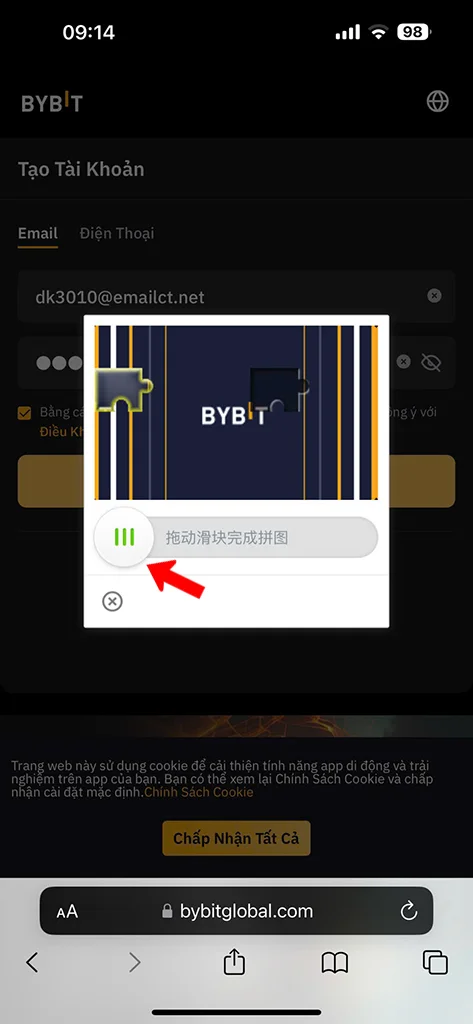 09:14
98
BYBIT
Tạo Tài Khoản
Email Điện Thoại
dk3010@emailct.net
Bằng cá ng ý với
Điều Kh
BYBIT
拖动滑块完成拼图
Trang web này sử dụng cookie để cải thiện tính năng app di động và trải
nghiệm trên app của bạn. Bạn có thể xem lại Chính Sách Cookie và chấp
nhận cài đặt mặc định.Chính Sách Cookie
Chấp Nhận Tất Cả
AA bybitglobal.com